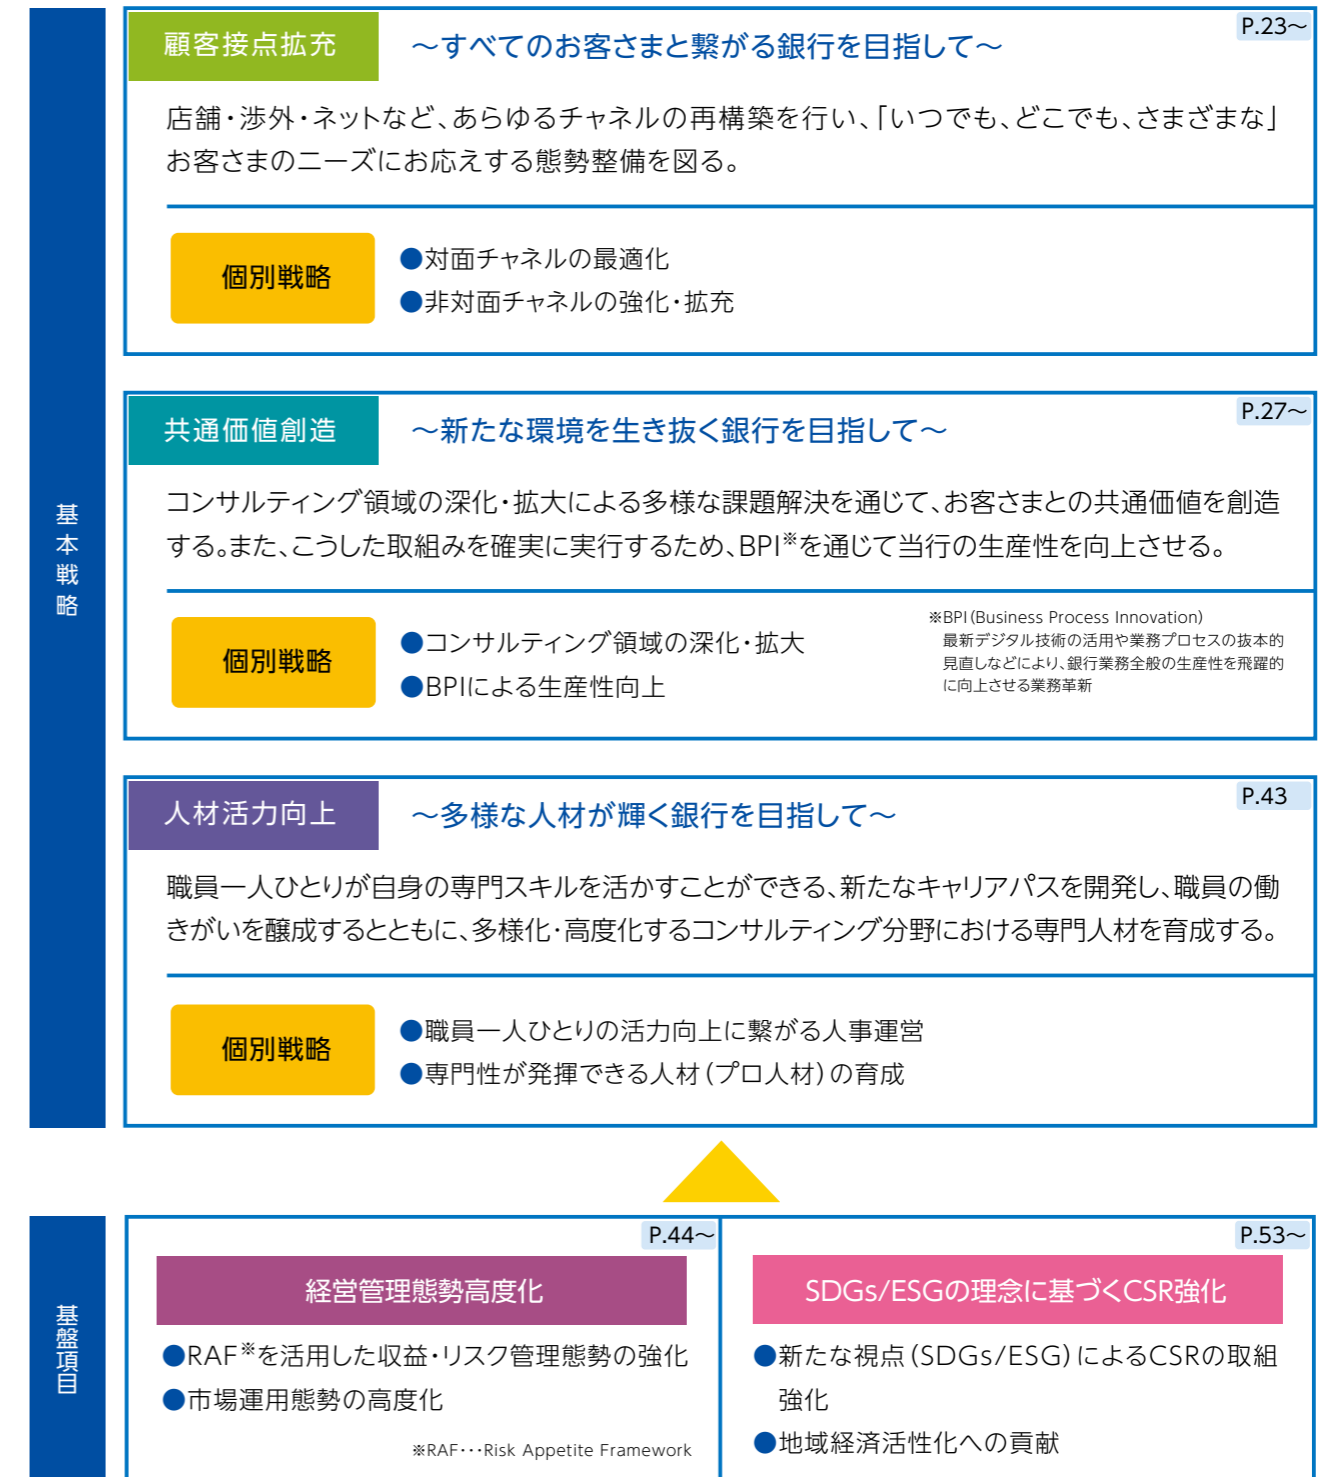 基本戦略
顧客接点拡充
～すべてのお客さまと繋がる銀行を目指して～
P.23～
店舗・渉外・ネットなど、あらゆるチャネルの再構築を行い、「いつでも、どこでも、さまざまな」
お客さまのニーズにお応えする態勢整備を図る。
個別戦略
●対面チャネルの最適化
●非対面チャネルの強化・拡充
共通価値創造
～新たな環境を生き抜く銀行を目指して～
P.27～
コンサルティング領域の深化・拡大による多様な課題解決を通じて、お客さまとの共通価値を創造
する。また、こうした取組みを確実に実行するため、BPI※を通じて当行の生産性を向上させる。
個別戦略
●コンサルティング領域の深化・拡大
●BPIによる生産性向上
※BPI（Business Process Innovation）
最新デジタル技術の活用や業務プロセスの抜本的
見直しなどにより、銀行業務全般の生産性を飛躍的
に向上させる業務革新
人材活力向上
～多様な人材が輝く銀行を目指して～
P.43
職員一人ひとりが自身の専門スキルを活かすことができる、新たなキャリアパスを開発し、職員の働
きがいを醸成するとともに、多様化・高度化するコンサルティング分野における専門人材を育成する。
個別戦略
●職員一人ひとりの活力向上に繋がる人事運営
●専門性が発揮できる人材（プロ人材）の育成
基盤項目
P.44～
経営管理態勢高度化
●RAF※を活用した収益・リスク管理態勢の強化
●市場運用態勢の高度化
※RAF・・・Risk Appetite Framework
P.53～
SDGs/ESGの理念に基づくCSR強化
●新たな視点（SDGs/ESG）によるCSRの取組
強化
●地域経済活性化への貢献